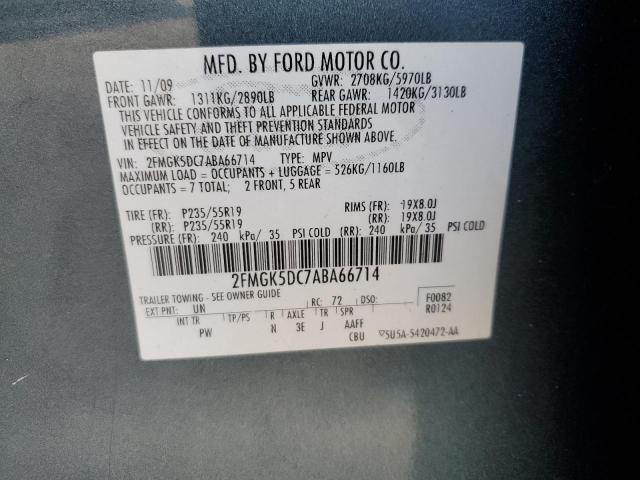 MFD. BY FORD MOTOR CO.
DATE: 11/09 GVWR: 2708KG/5970LB
FRONT GAWR: 1311KG/2890LB REAR GAWR: 1420KG/3130LB
THIS VEHICLE CONFORMS TO ALL APPLICABLE FEDERAL MOTOR
VEHICLE SAFETY AND THEFT PREVENTION STANDARDS
IN EFFECT ON THE DATE OF MANUFACTURE SHOWN ABOVE.
VIN: 2FMGK5DC7ABA66714 TYPE: MPV
MAXIMUM LOAD = OCCUPANTS + LUGGAGE = 526KG/1160LB
OCCUPANTS = 7 TOTAL; 2 FRONT, 5 REAR
TIRE (FR): P235/55R19 RIMS (FR): 19X8.0J
(RR): P235/55R19 (RR): 19X8.0J
PRESSURE (FR): 240 kPa/ 35 PSI COLD (RR): 240 kPa/ 35 PSI COLD
2FMGK5DC7ABA66714
TRAILER TOWING - SEE OWNER GUIDE
EXT PNT: UN RC: 72 DSO: F0082
R0124
INT TR TP/PS R AXLE TR SPR
PW N 3E J AAFF
CBU 5U5A-5420472-AA